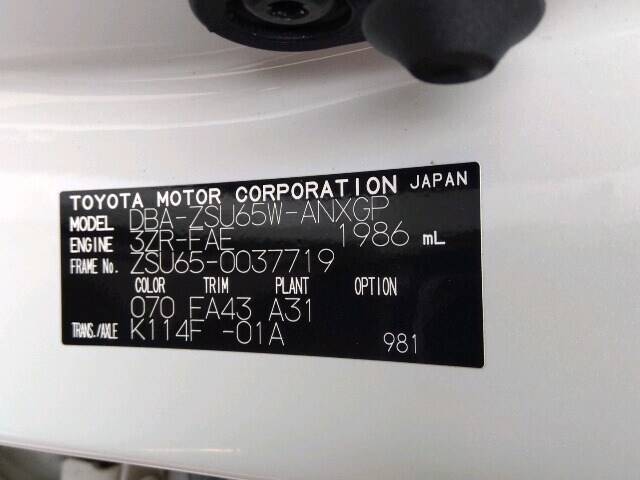 TOYOTA MOTOR CORPORATION JAPAN
MODEL DBA-ZSU65W-ANXGP
ENGINE 3ZR-FAE 1986 mL
FRAME No. ZSU65-0037719
COLOR TRIM PLANT OPTION
070 FA43 A31
TRANS./AXLE K114F -01A
981